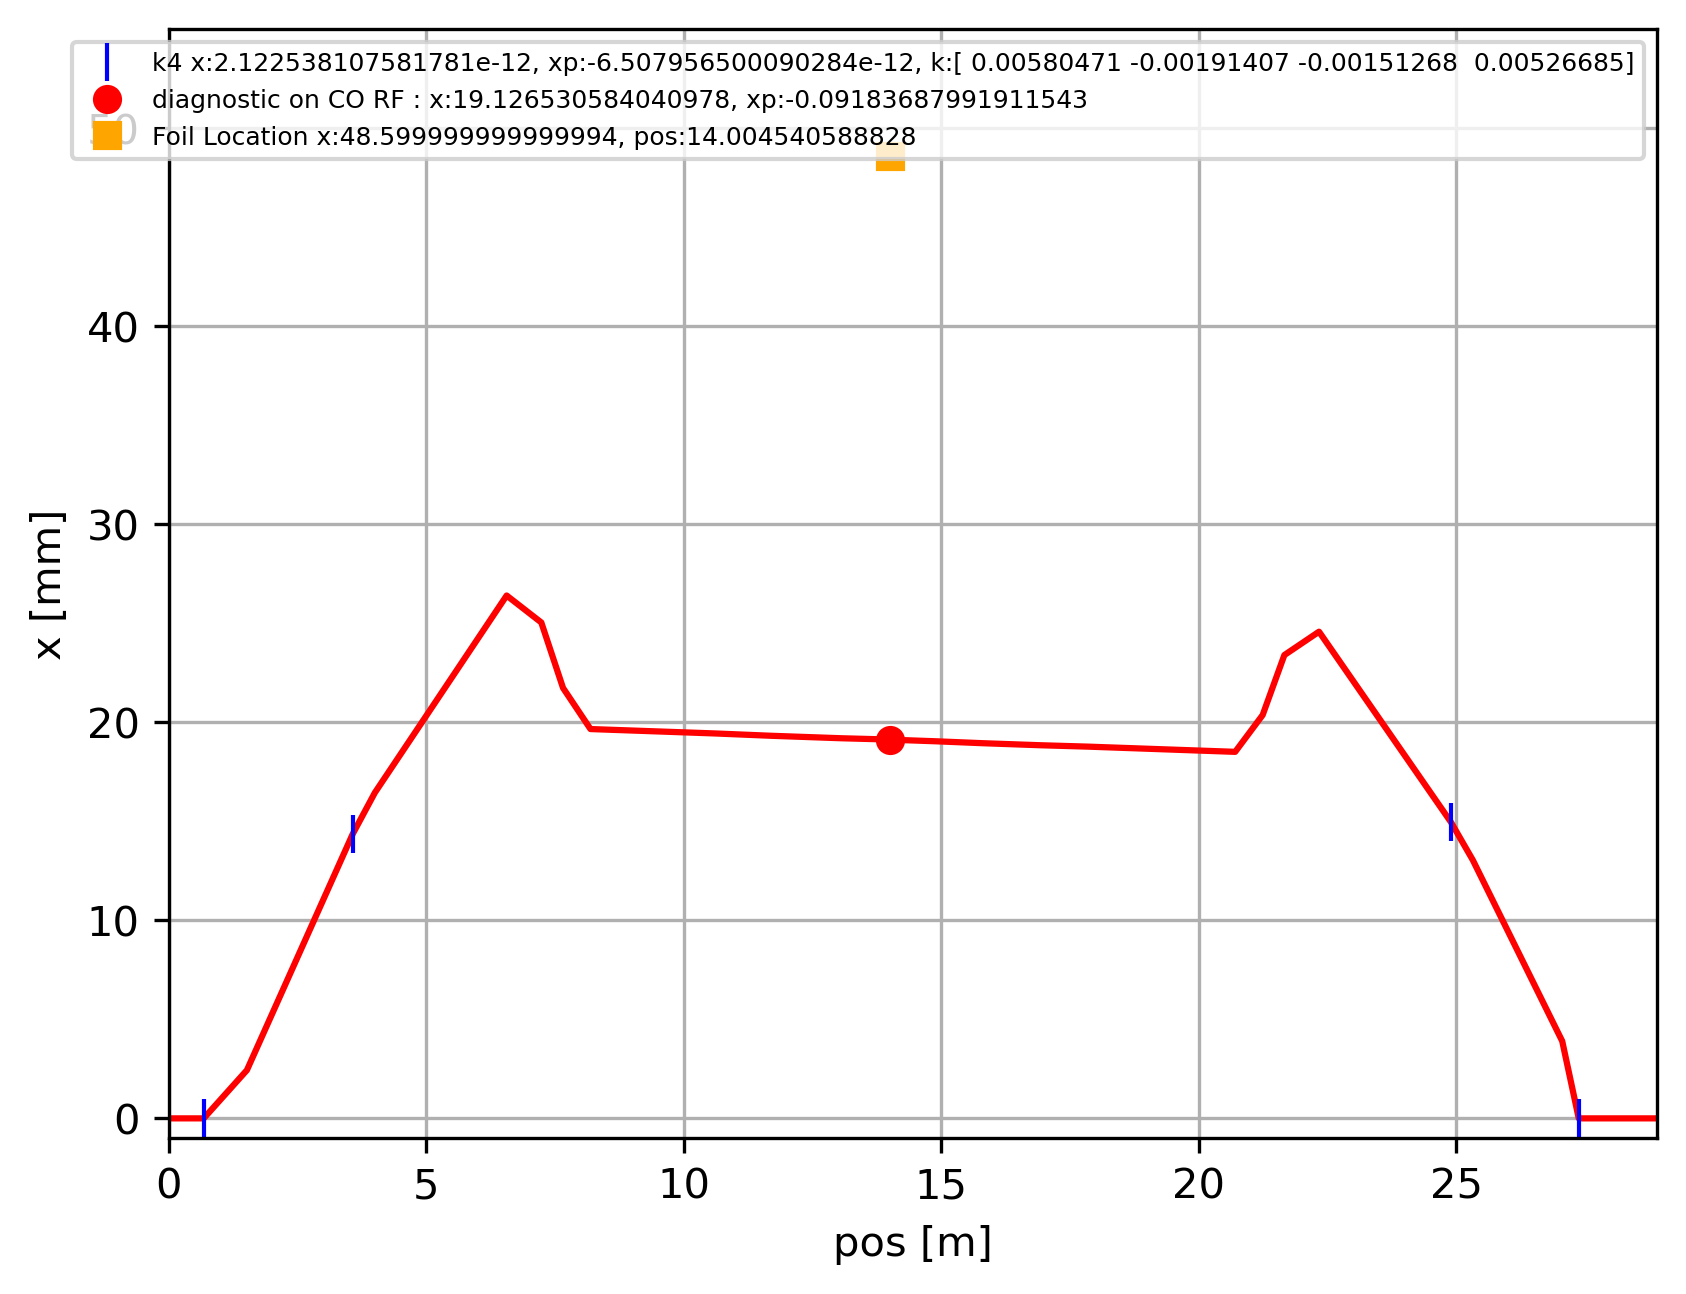 k4 x:2.122538107581781e-12, xp:-6.507956500090284e-12, k:[ 0.00580471 -0.00191407 -0.00151268  0.00526685]
diagnostic on CO RF : x:19.126530584040978, xp:-0.09183687991911543
Foil Location x:48.599999999999994, pos:14.004540588828
50
40
30
20
10
0
x [mm]
0 5 10 15 20 25
pos [m]